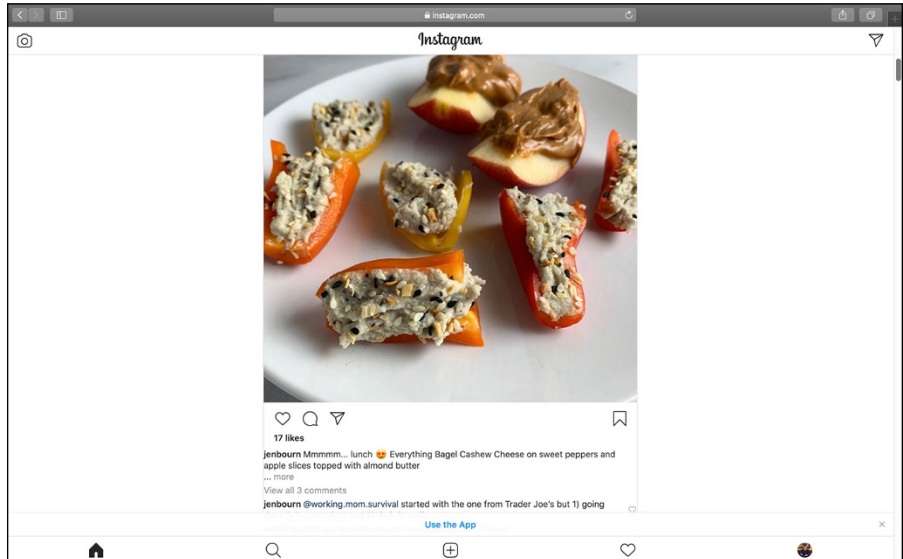 instagram.com
Instagram
17 likes
jenbourn Mmmmm... lunch 😍 Everything Bagel Cashew Cheese on sweet peppers and
apple slices topped with almond butter
... more
View all 3 comments
jenbourn @working.mom.survival started with the one from Trader Joe's but 1) going
Use the App